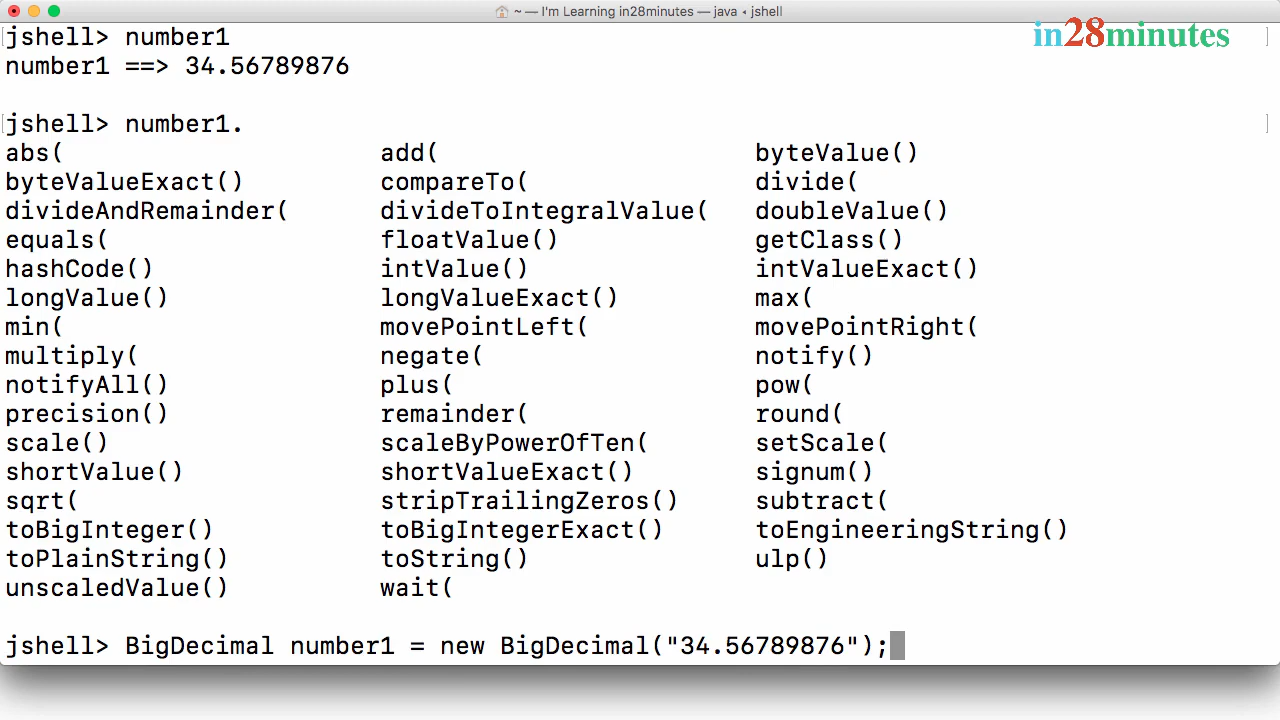 ~ — I'm Learning in28minutes — java ◂ jshell
in28minutes
jshell> number1
number1 ==> 34.56789876
jshell> number1.
abs( add( byteValue()
byteValueExact() compareTo( divide(
divideAndRemainder( divideToIntegralValue( doubleValue()
equals( floatValue() getClass()
hashCode() intValue() intValueExact()
longValue() longValueExact() max(
min( movePointLeft( movePointRight(
multiply( negate( notify()
notifyAll() plus( pow(
precision() remainder( round(
scale() scaleByPowerOfTen( setScale(
shortValue() shortValueExact() signum()
sqrt( stripTrailingZeros() subtract(
toBigInteger() toBigIntegerExact() toEngineeringString()
toPlainString() toString() ulp()
unscaledValue() wait(
jshell> BigDecimal number1 = new BigDecimal("34.56789876");